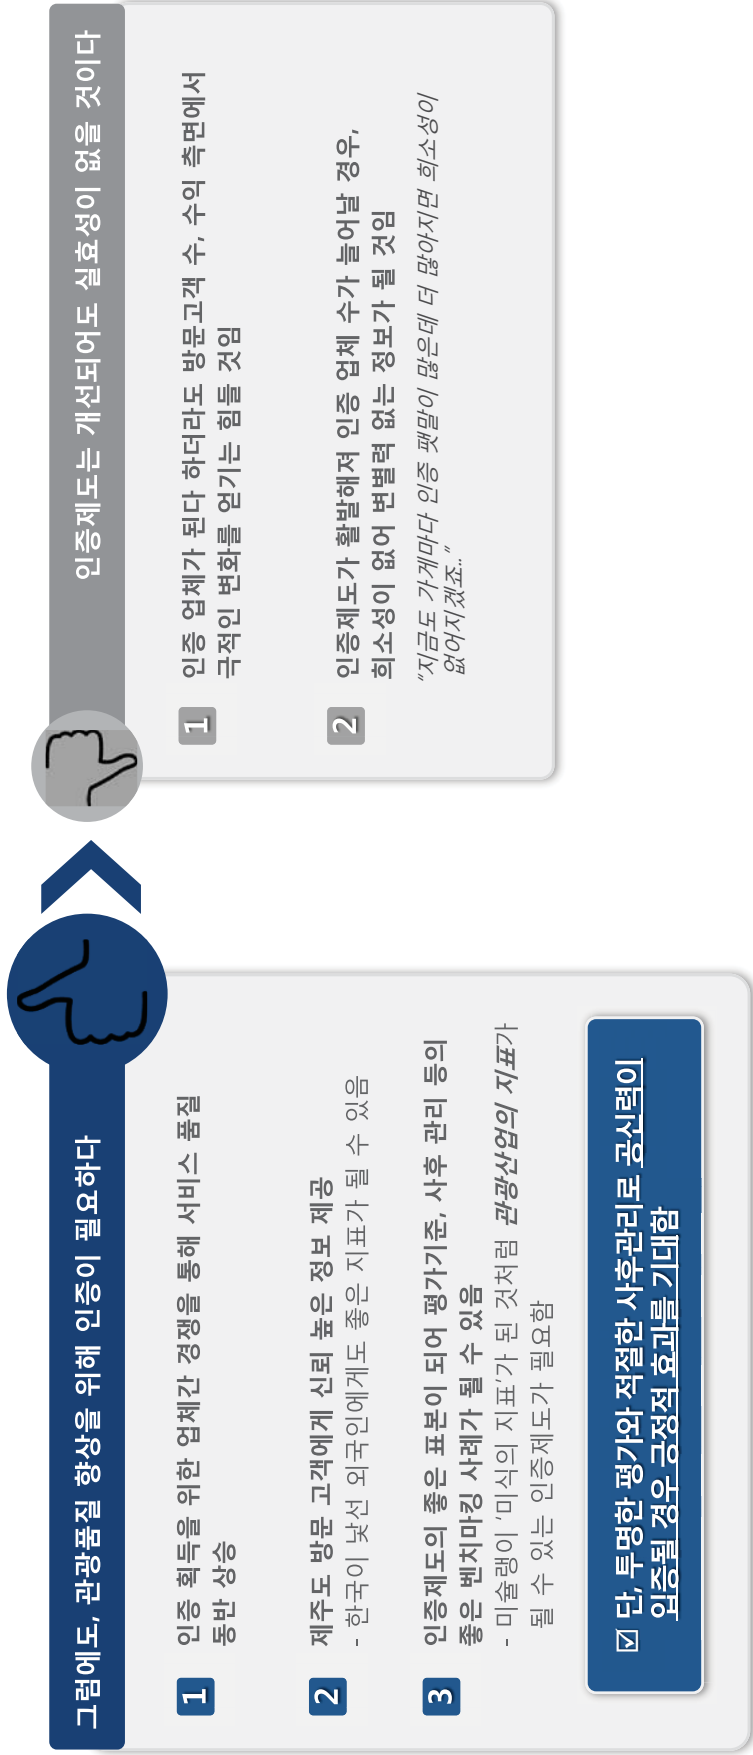 그럼에도, 관광품질 향상을 위해 인증이 필요하다
1
인증 획득을 위한 업체간 경쟁을 통해 서비스 품질
동반 상승
2
제주도 방문 고객에게 신뢰 높은 정보 제공
- 한국이 낯선 외국인에게도 좋은 지표가 될 수 있음
3
인증제도의 좋은 표본이 되어 평가기준, 사후 관리 등의
좋은 벤치마킹 사례가 될 수 있음
- 미슐랭이 ‘미식의 지표’가 된 것처럼 관광산업의 지표가
될 수 있는 인증제도가 필요함
☑ 단, 투명한 평가와 적절한 사후관리로 공신력이
입증될 경우 긍정적 효과를 기대함
인증제도는 개선되어도 실효성이 없을 것이다
1
인증 업체가 된다 하더라도 방문고객 수, 수익 측면에서
극적인 변화를 얻기는 힘들 것임
2
인증제도가 활발해져 인증 업체 수가 늘어날 경우,
희소성이 없어 변별력 없는 정보가 될 것임
“지금도 가게마다 인증 팻말이 많은데 더 많아지면 희소성이
없어지겠죠..”